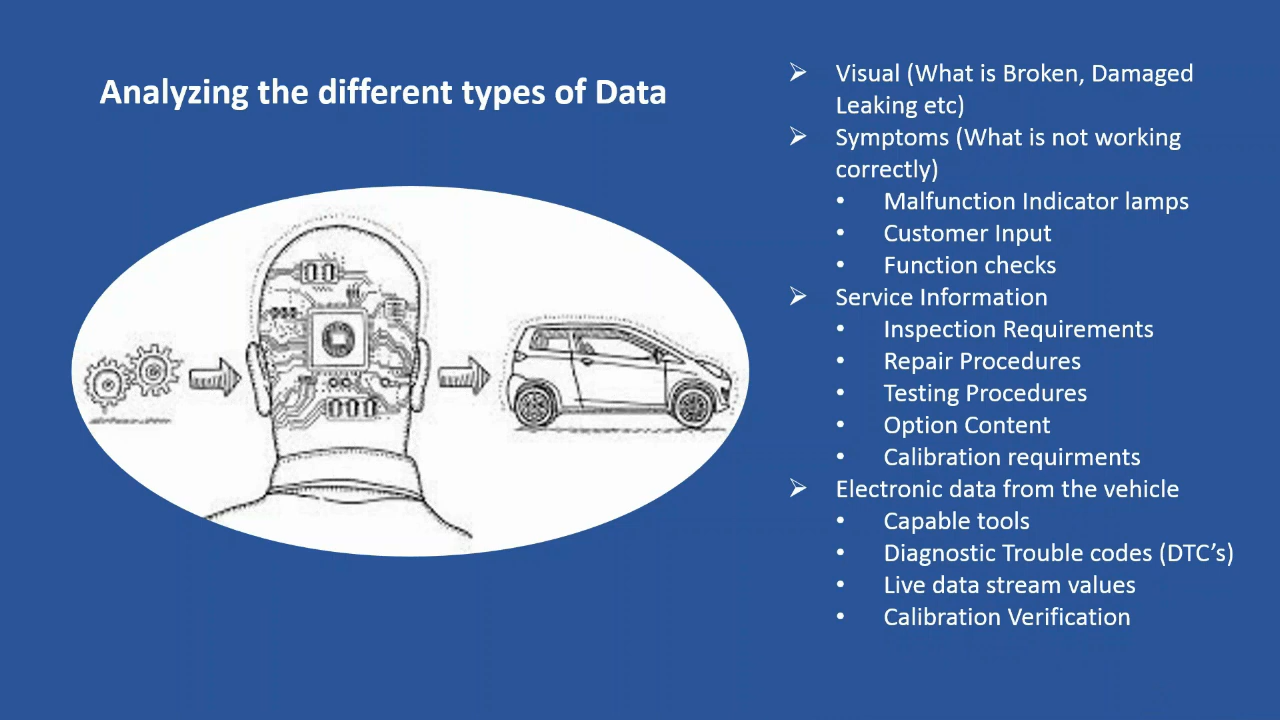 Analyzing the different types of Data
➢ Visual (What is Broken, Damaged
Leaking etc)
➢ Symptoms (What is not working
correctly)
• Malfunction Indicator lamps
• Customer Input
• Function checks
➢ Service Information
• Inspection Requirements
• Repair Procedures
• Testing Procedures
• Option Content
• Calibration requirments
➢ Electronic data from the vehicle
• Capable tools
• Diagnostic Trouble codes (DTC’s)
• Live data stream values
• Calibration Verification